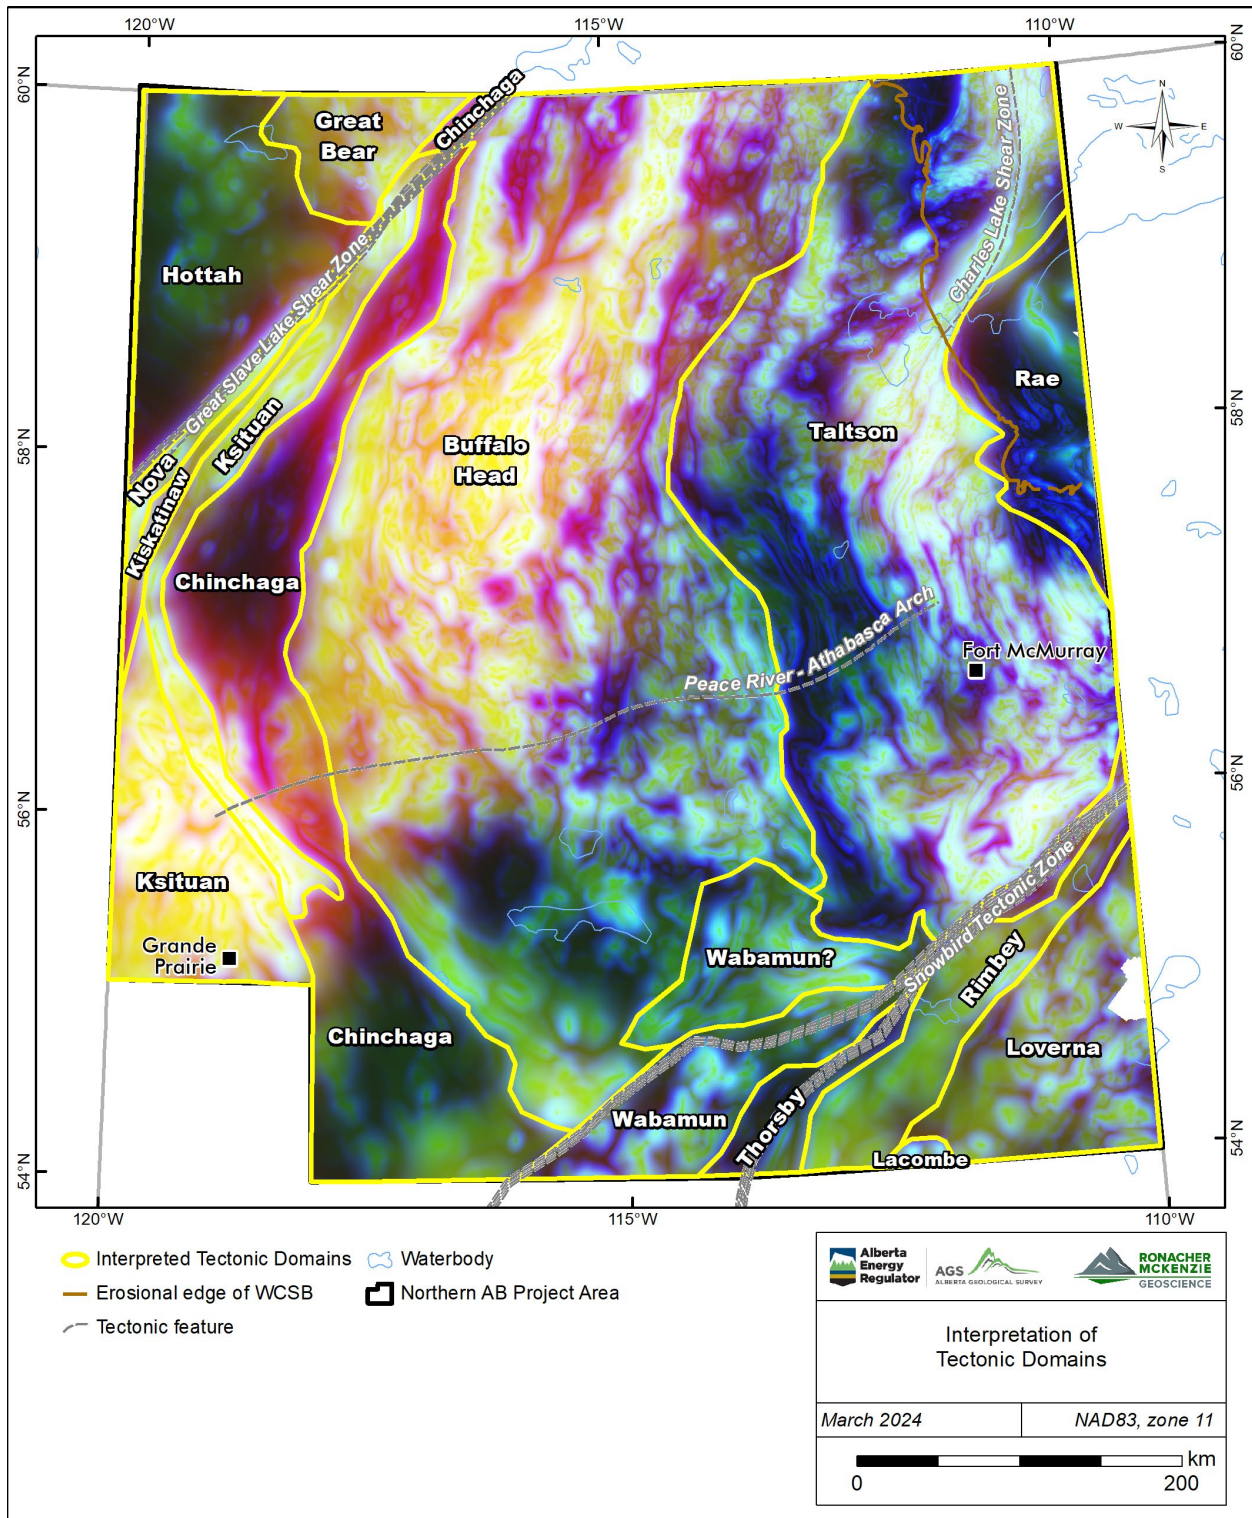 120°W
115°W
110°W
60°N
60°N
Great
Bear
Chinchaga
Charles Lake Shear Zone
N
W
E
S
Hottah
Great Slave Lake Shear Zone
Rae
58°N
58°N
Taltson
Buffalo
Head
Ksituan
Nova
Kiskatinaw
Chinchaga
Peace River - Athabasca Arch
Fort McMurray
56°N
56°N
Ksituan
Grande
Prairie
Wabamun?
Snowbird Tectonic Zone
Rimbey
Chinchaga
Loverna
Wabamun
Thorsby
Lacombe
54°N
54°N
120°W
115°W
110°W
Interpreted Tectonic Domains
Waterbody
Erosional edge of WCSB
Northern AB Project Area
Tectonic feature
Alberta
Energy
Regulator
AGS
ALBERTA GEOLOGICAL SURVEY
RONACHER
MCKENZIE
GEOSCIENCE
Interpretation of
Tectonic Domains
March 2024
NAD83, zone 11
km
0
200